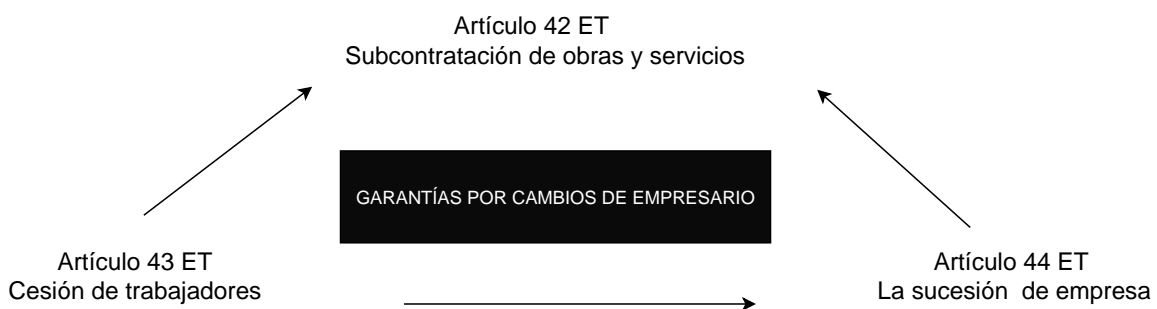 Artículo 42 ET
Subcontratación de obras y servicios
GARANTÍAS POR CAMBIOS DE EMPRESARIO
Artículo 43 ET
Cesión de trabajadores
Artículo 44 ET
La sucesión de empresa